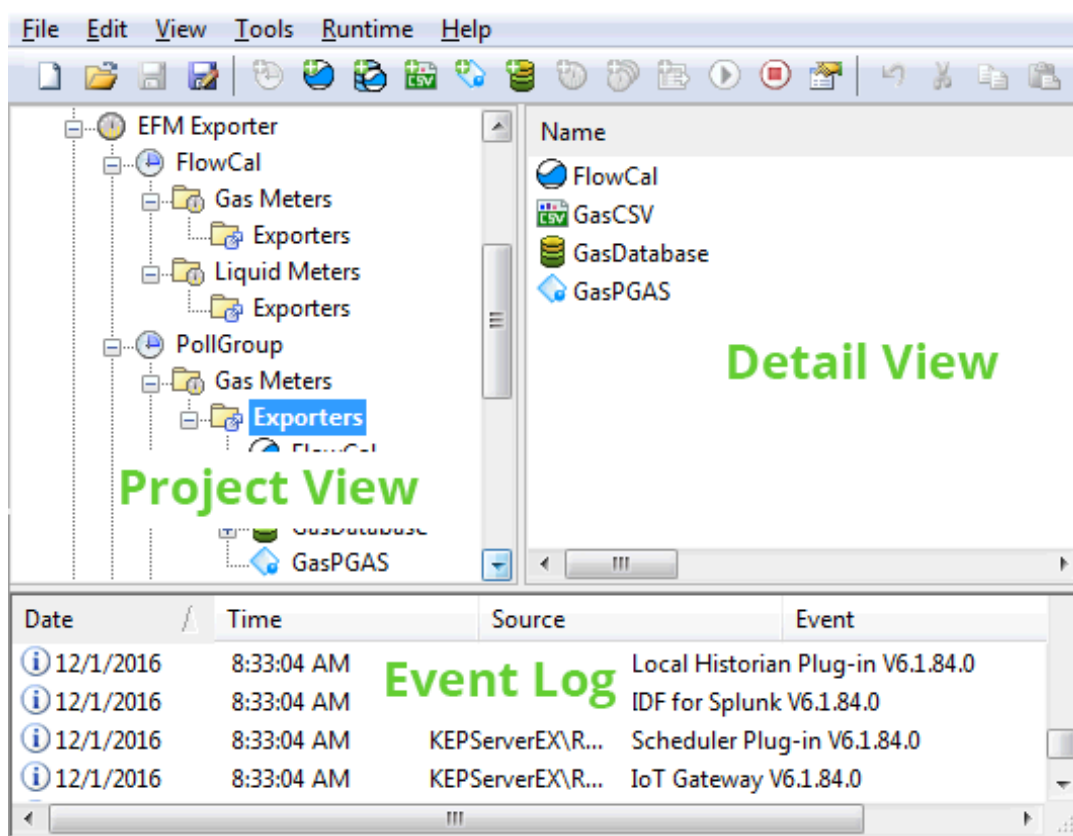 File Edit View Tools Runtime Help
EFM Exporter
FlowCal
Gas Meters
Exporters
Liquid Meters
Exporters
PollGroup
Gas Meters
Exporters
FlowCal
Project View
GasDatabase
GasPGAS
Name
FlowCal
GasCSV
GasDatabase
GasPGAS
Detail View
Date Time Source Event
12/1/2016 8:33:04 AM Local Historian Plug-in V6.1.84.0
Event Log
12/1/2016 8:33:04 AM IDF for Splunk V6.1.84.0
12/1/2016 8:33:04 AM KEPServerEX\R... Scheduler Plug-in V6.1.84.0
12/1/2016 8:33:04 AM KEPServerEX\R... IoT Gateway V6.1.84.0